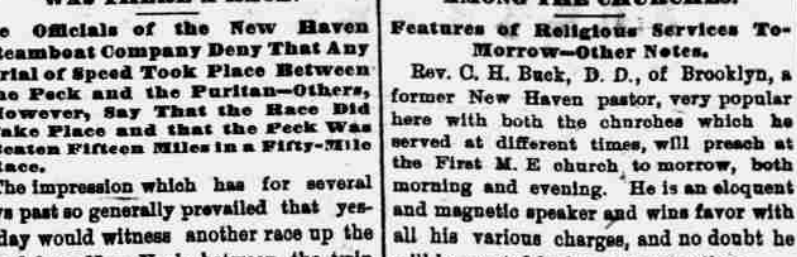 Officials of the New Haven
Steamboat Company Deny That Any
Trial of Speed Took Place Between
the Peck and the Puritan—Others,
However, Say That the Race Did
Take Place and that the Peck Was
Beaten Fifteen Miles in a Fifty-Mile
Race.
The impression which has for several
past so generally prevailed that yes-
day would witness another race up the
between the twin
AMONG THE CHURCHES.
Features of Religious Services To-
Morrow—Other Notes.
Rev. C. H. Buck, D. D., of Brooklyn, a
former New Haven pastor, very popular
here with both the chnrches which he
served at different times, will preach at
the First M. E church, to morrow, both
morning and evening. He is an eloquent
and magnetic speaker and wins favor with
all his various charges, and no doubt he